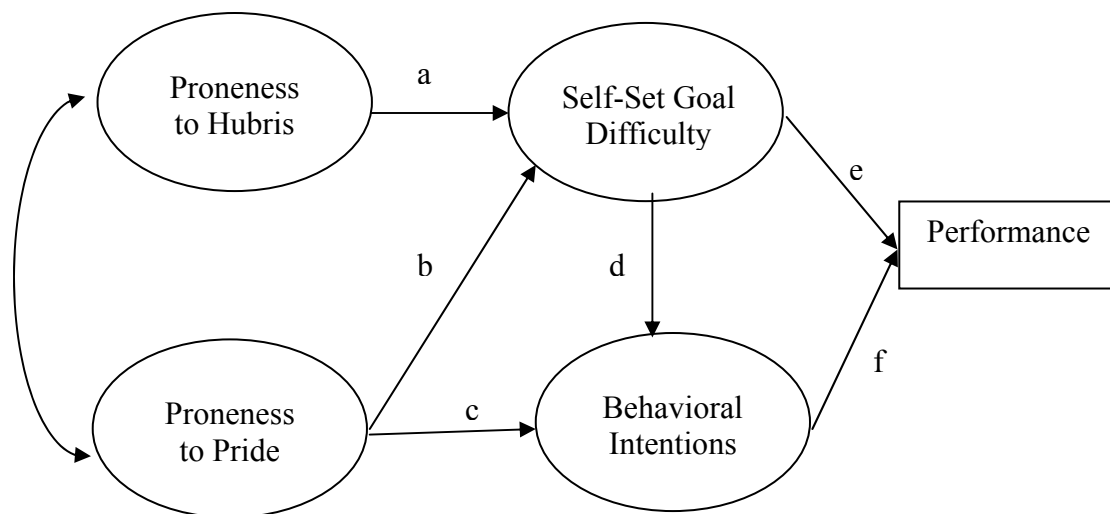 Proneness
to Hubris
a
Self-Set Goal
Difficulty
e
Performance
b
d
f
Proneness
to Pride
c
Behavioral
Intentions